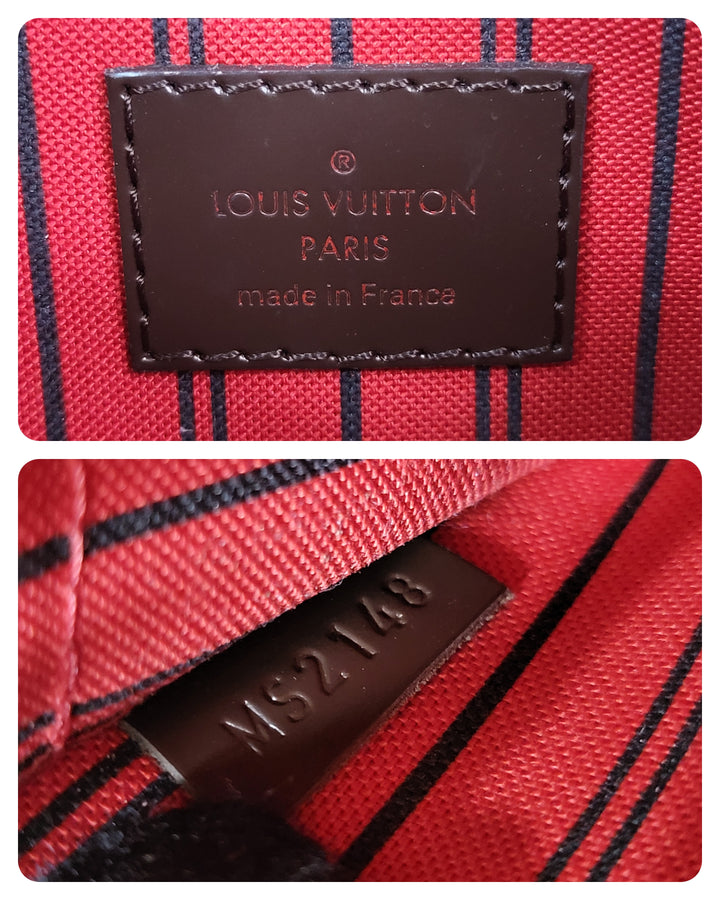 ®
LOUIS VUITTON
PARIS
made in France
MS2148